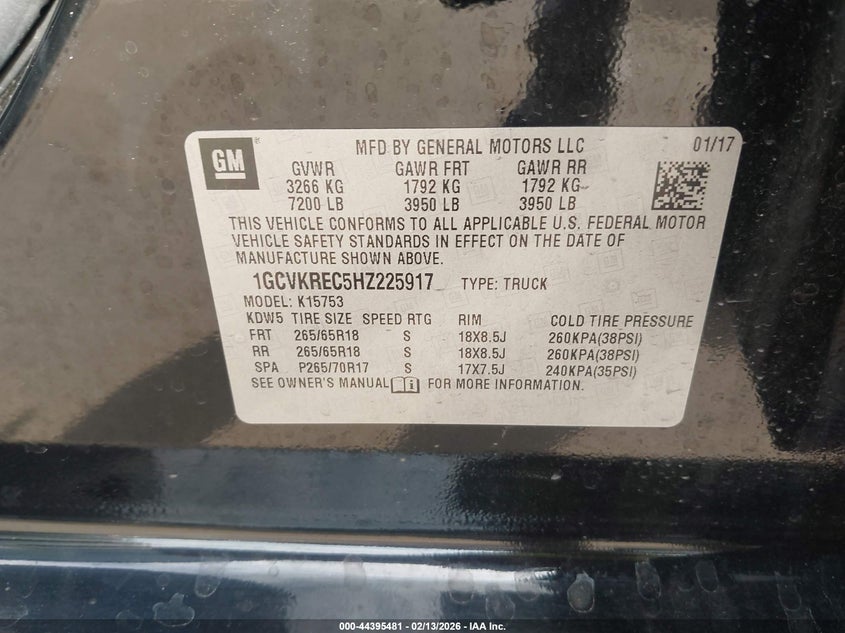 GM
MFD BY GENERAL MOTORS LLC 01/17
GVWR GAWR FRT GAWR RR
3266 KG 1792 KG 1792 KG
7200 LB 3950 LB 3950 LB
THIS VEHICLE CONFORMS TO ALL APPLICABLE U.S. FEDERAL MOTOR
VEHICLE SAFETY STANDARDS IN EFFECT ON THE DATE OF
MANUFACTURE SHOWN ABOVE.
1GCVKREC5HZ225917 TYPE: TRUCK
MODEL: K15753
KDW5 TIRE SIZE SPEED RTG RIM COLD TIRE PRESSURE
FRT 265/65R18 S 18X8.5J 260KPA(38PSI)
RR 265/65R18 S 18X8.5J 260KPA(38PSI)
SPA P265/70R17 S 17X7.5J 240KPA(35PSI)
SEE OWNER'S MANUAL FOR MORE INFORMATION.
000-44395481 - 02/13/2026 - IAA Inc.